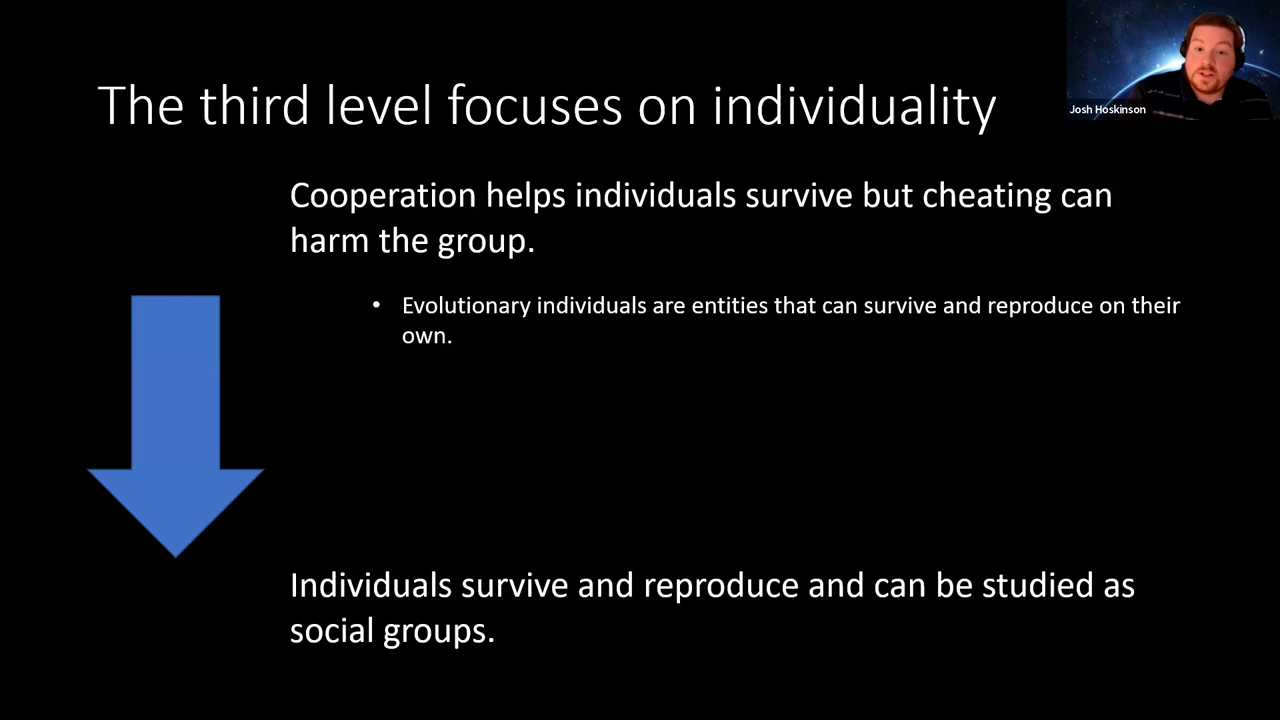 The third level focuses on individuality
Josh Hoskinson
Cooperation helps individuals survive but cheating can
harm the group.
• Evolutionary individuals are entities that can survive and reproduce on their
own.
Individuals survive and reproduce and can be studied as
social groups.